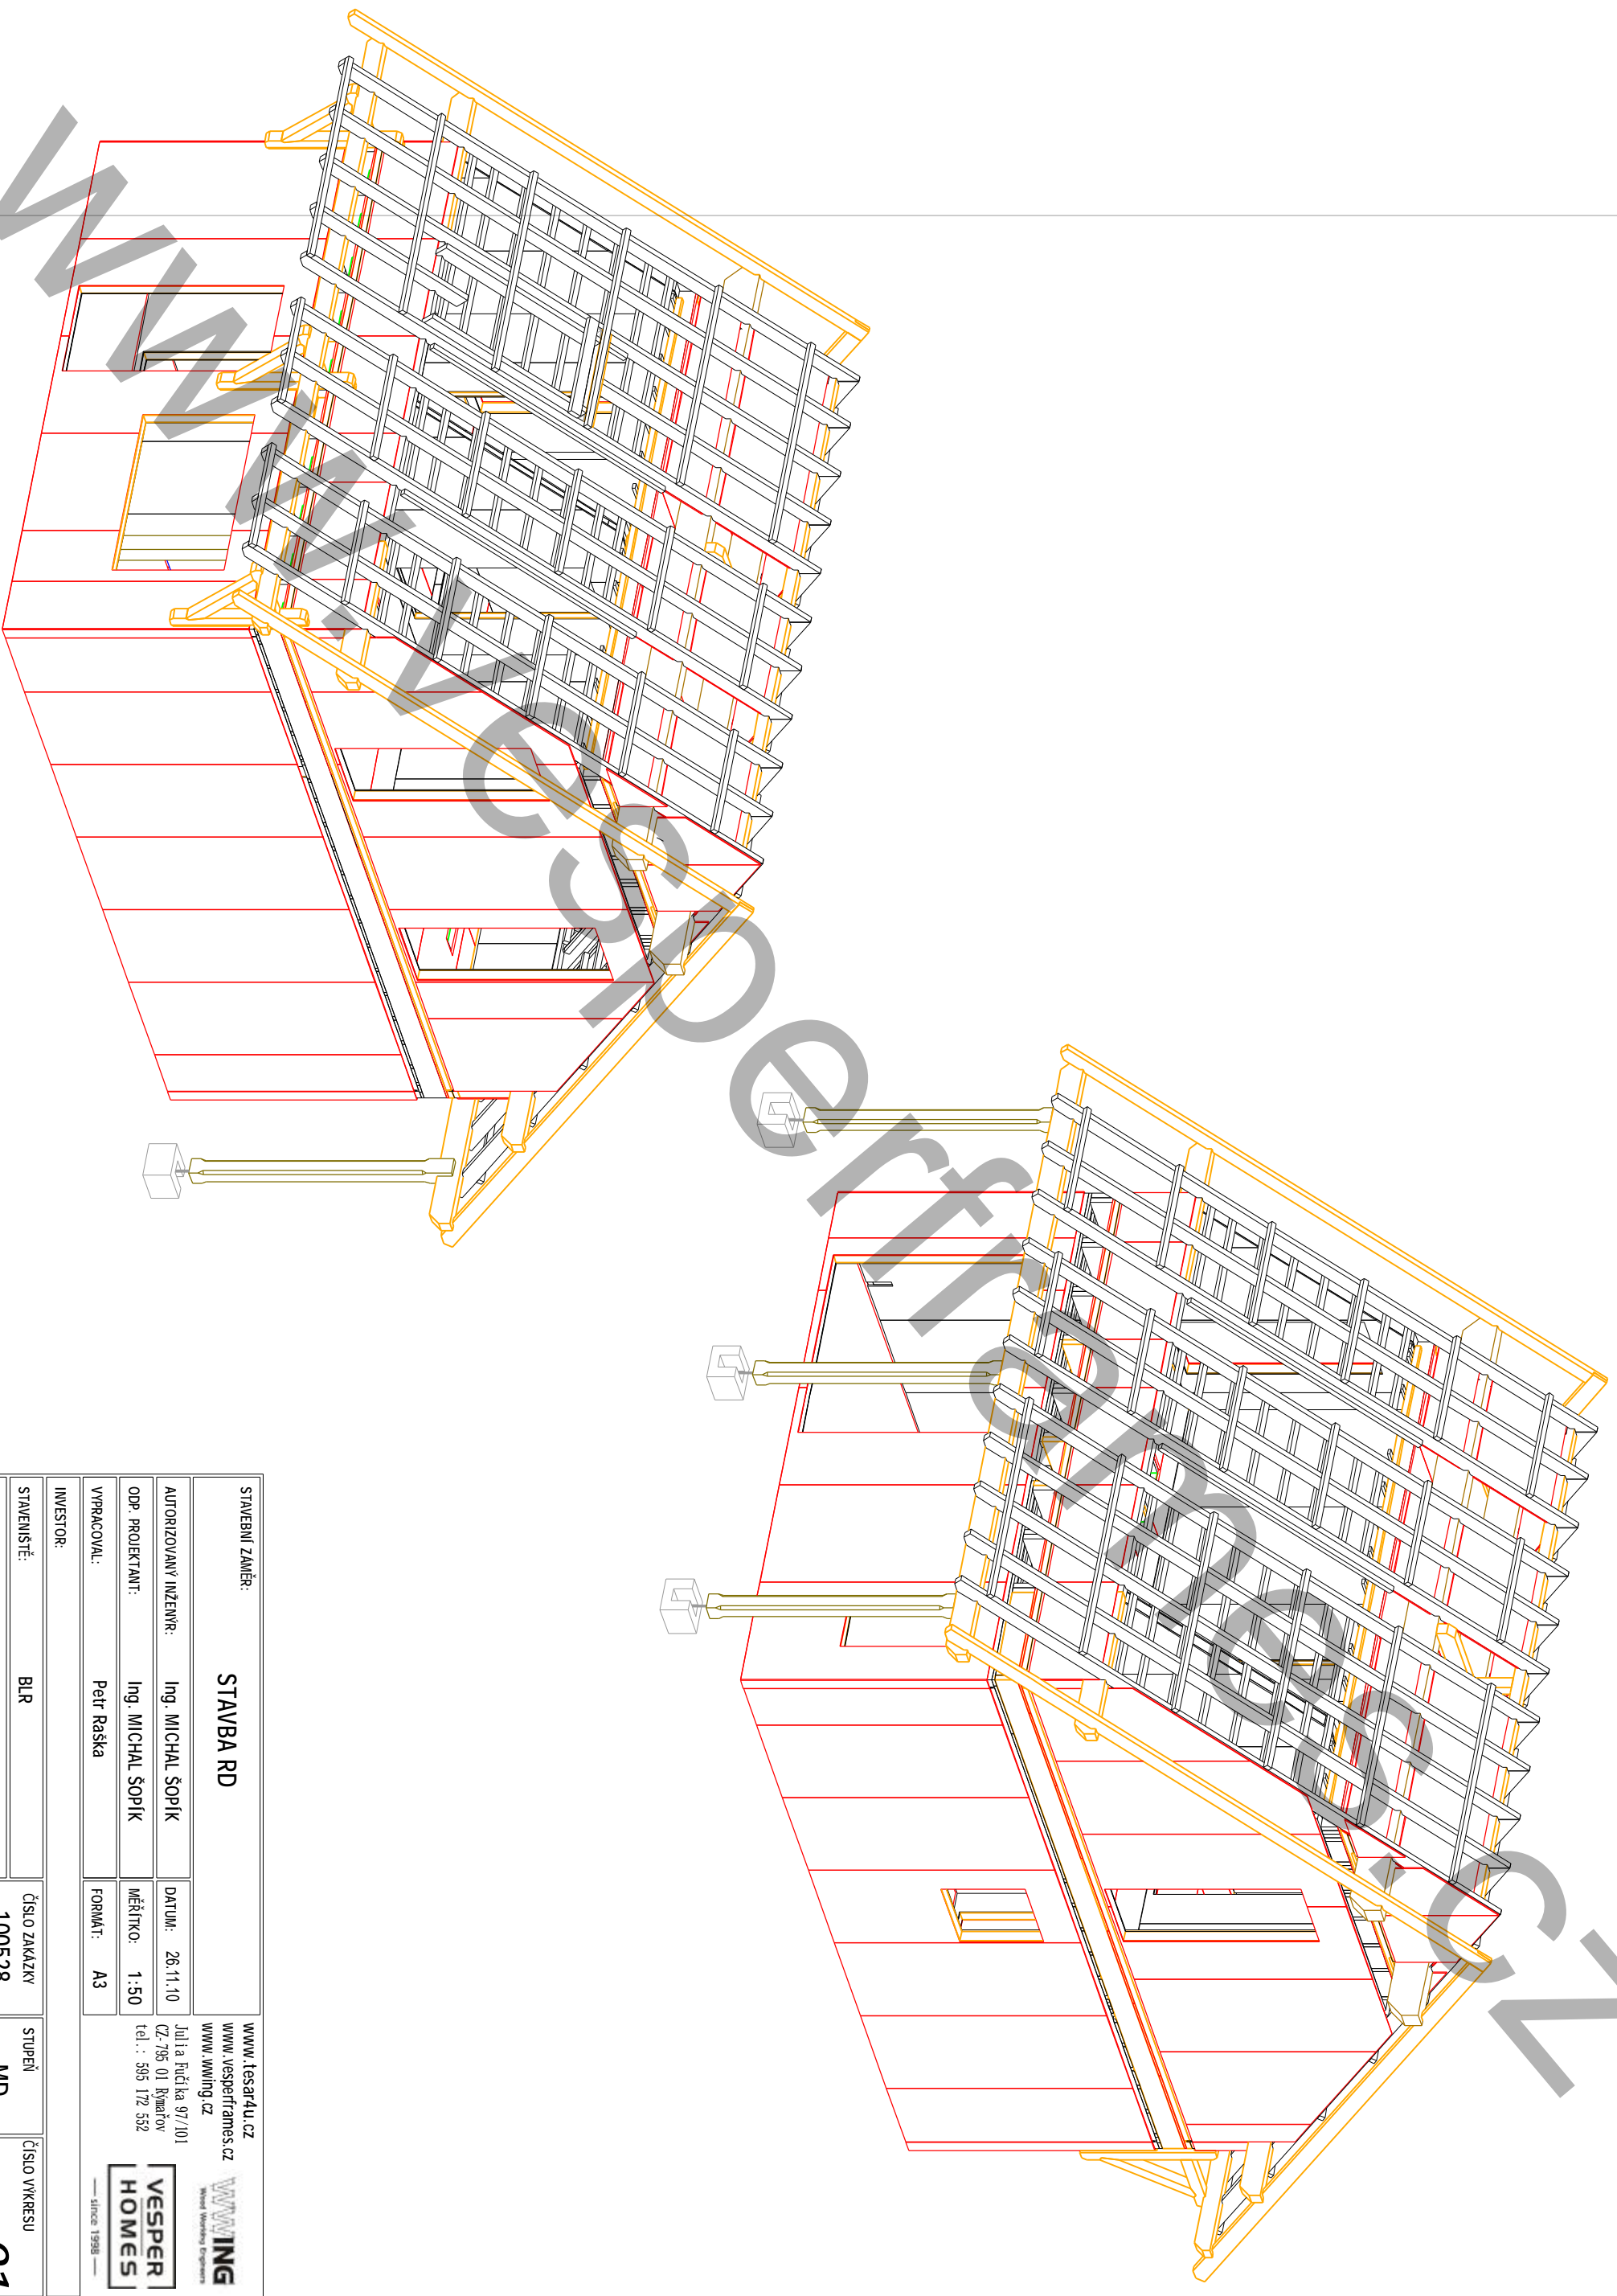 www.vesperframes.cz
STAVEBNÍ ZÁMĚR:
STAVBA RD
AUTORIZOVANÝ INŽENÝR: Ing. MICHAL ŠOPÍK
DATUM: 26.11.10
ODP. PROJEKTANT: Ing. MICHAL ŠOPÍK
MĚŘÍTKO: 1:50
VYPRACOVAL: Petr Raška
FORMÁT: A3
INVESTOR:
STAVENIŠTĚ: BLR
ČÍSLO ZAKÁZKY
100528
STUPEŇ
MD
ČÍSLO VÝKRESU
www.tesar4u.cz
www.vesperframes.cz
www.wwing.cz
Julia Fučíka 97/101
CZ-795 01 Rýmařov
tel.: 595 172 552
WWING
Wood Working Engineers
VESPER
HOMES
since 1998